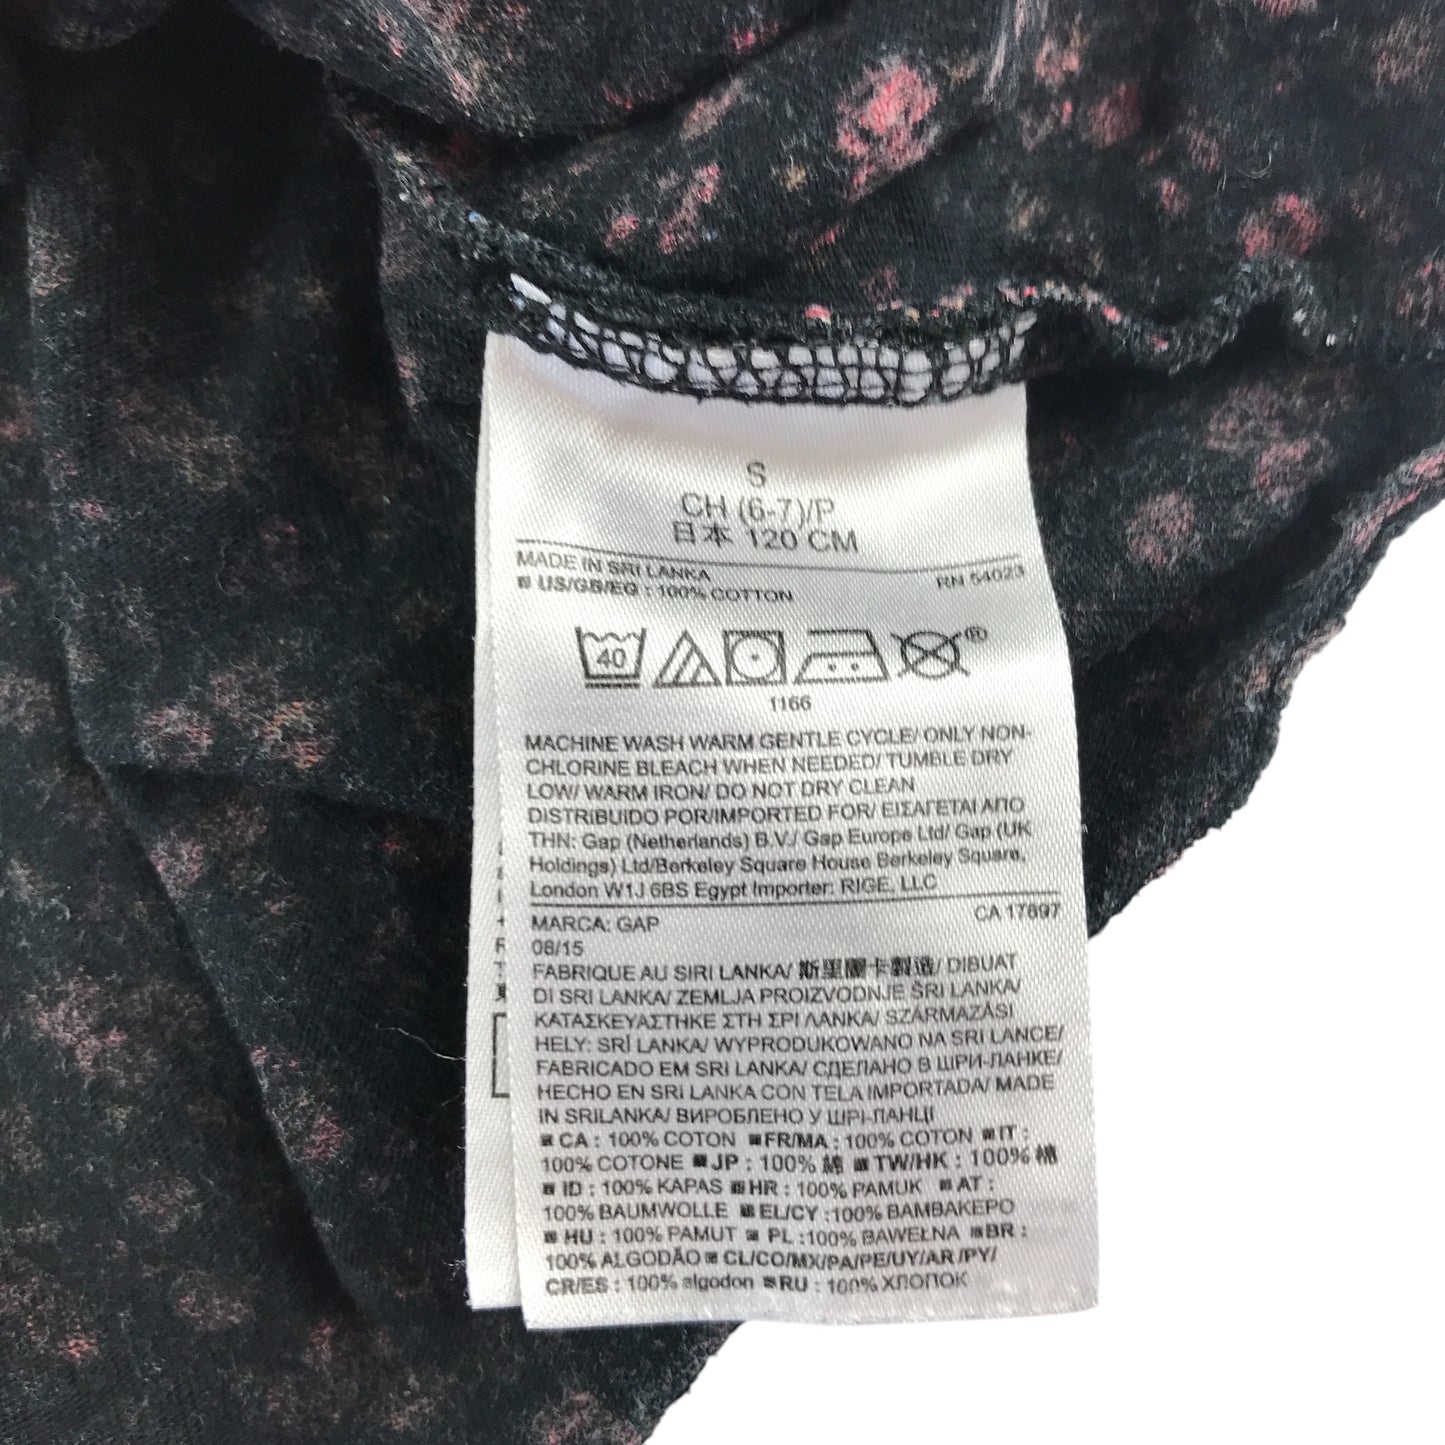 S
CH (6-7)/P
日本 120 CM
MADE IN SRI LANKA RN 54023
US/GB/EG : 100% COTTON
40 ®
1166
MACHINE WASH WARM GENTLE CYCLE/ ONLY NON-
CHLORINE BLEACH WHEN NEEDED/ TUMBLE DRY
LOW/ WARM IRON/ DO NOT DRY CLEAN
DISTRIBUIDO POR/IMPORTED FOR/ ΕΙΣΑΓΕΤΑΙ ΑΠΟ
THN: Gap (Netherlands) B.V./ Gap Europe Ltd/ Gap (UK
Holdings) Ltd/Berkeley Square House Berkeley Square,
London W1J 6BS Egypt Importer: RIGE, LLC
MARCA: GAP CA 17897
08/15
FABRIQUE AU SIRI LANKA/ 斯里蘭卡製造/ DIBUAT
DI SRI LANKA/ ZEMLJA PROIZVODNJE ŠRI LANKA/
ΚΑΤΑΣΚΕΥΑΣΤΗΚΕ ΣΤΗ ΣΡΙ ΛΑΝΚΑ/ SZÁRMAZÁSI
HELY: SRÍ LANKA/ WYPRODUKOWANO NA SRI LANCE/
FABRICADO EM SRI LANKA/ СДЕЛАНО В ШРИ-ЛАНКЕ/
HECHO EN SRI LANKA CON TELA IMPORTADA/ MADE
IN SRILANKA/ ВИРОБЛЕНО У ШРІ-ЛАНЦІ
CA : 100% COTON FR/MA : 100% COTON IT :
100% COTONE JP : 100% 綿 TW/HK : 100% 棉
ID : 100% KAPAS HR : 100% PAMUK AT :
100% BAUMWOLLE EL/CY :100% ΒΑΜΒΑΚΕΡΟ
HU : 100% PAMUT PL :100% BAWEŁNA BR :
100% ALGODÃO CL/CO/MX/PA/PE/UY/AR /PY/
CR/ES : 100% algodon RU : 100% ХЛОПОК